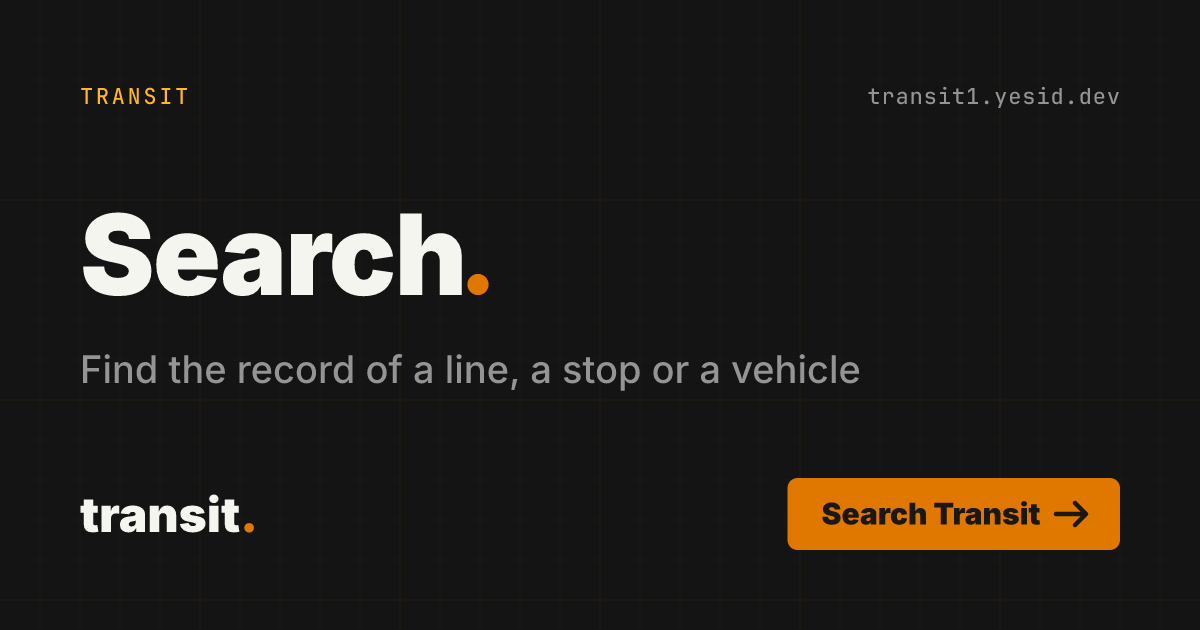 TRANSIT
transit1.yesid.dev
Search.
Find the record of a line, a stop or a vehicle
transit.
Search Transit →